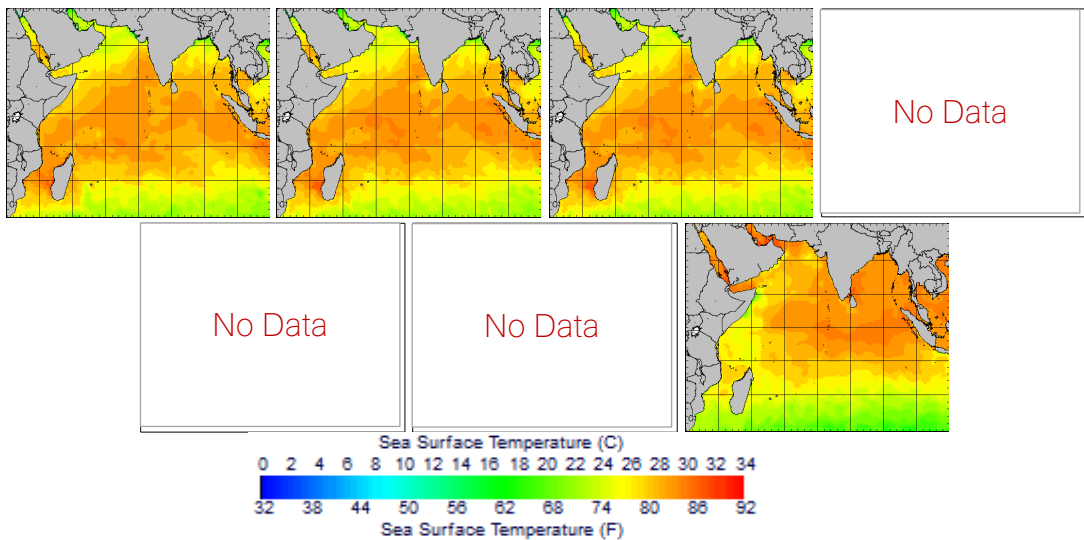 No Data
No Data
No Data
Sea Surface Temperature (C)
0 2 4 6 8 10 12 14 16 18 20 22 24 26 28 30 32 34
32 38 44 50 56 62 68 74 80 86 92
Sea Surface Temperature (F)